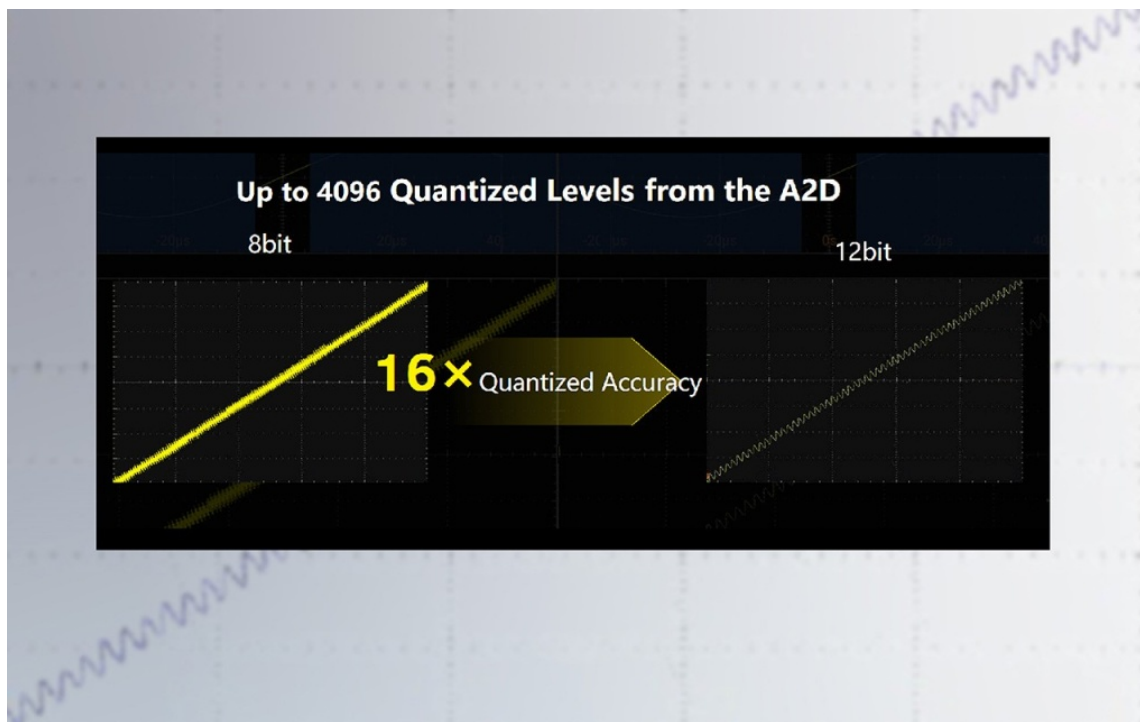 Up to 4096 Quantized Levels from the A2D
8bit
12bit
16× Quantized Accuracy